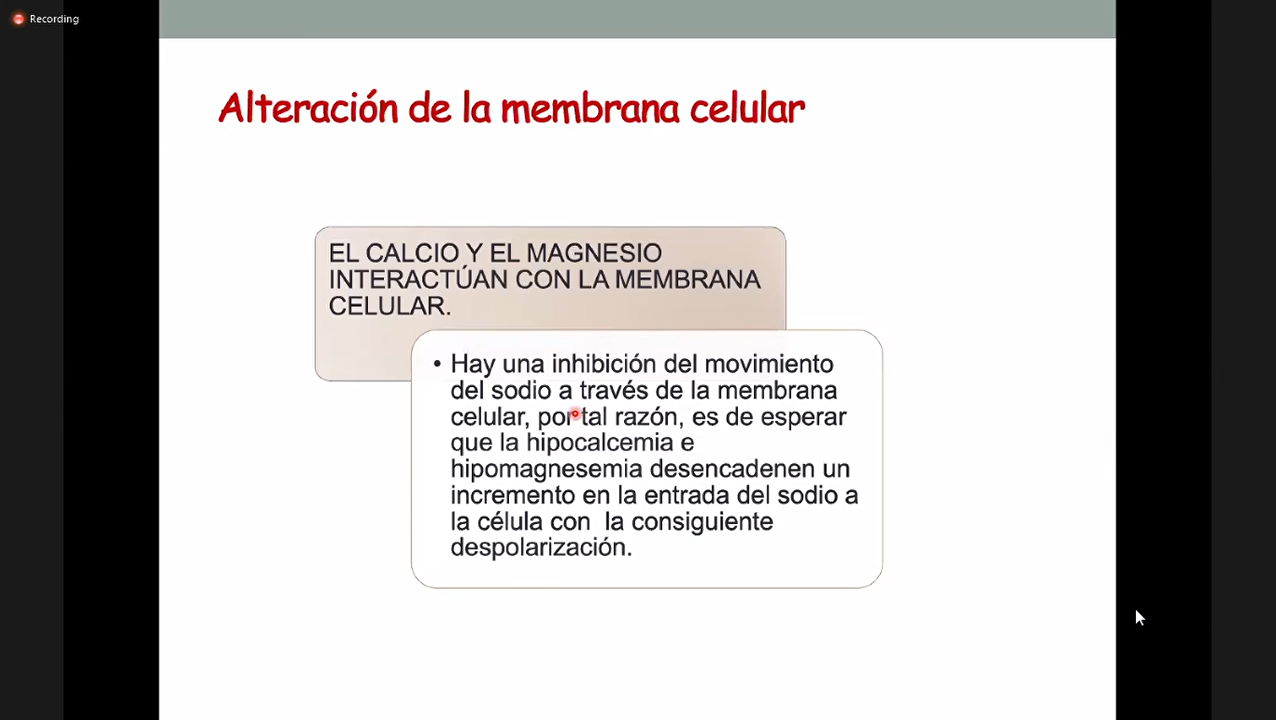 Recording
Alteración de la membrana celular
EL CALCIO Y EL MAGNESIO
INTERACTÚAN CON LA MEMBRANA
CELULAR.
• Hay una inhibición del movimiento
del sodio a través de la membrana
celular, por tal razón, es de esperar
que la hipocalcemia e
hipomagnesemia desencadenen un
incremento en la entrada del sodio a
la célula con la consiguiente
despolarización.